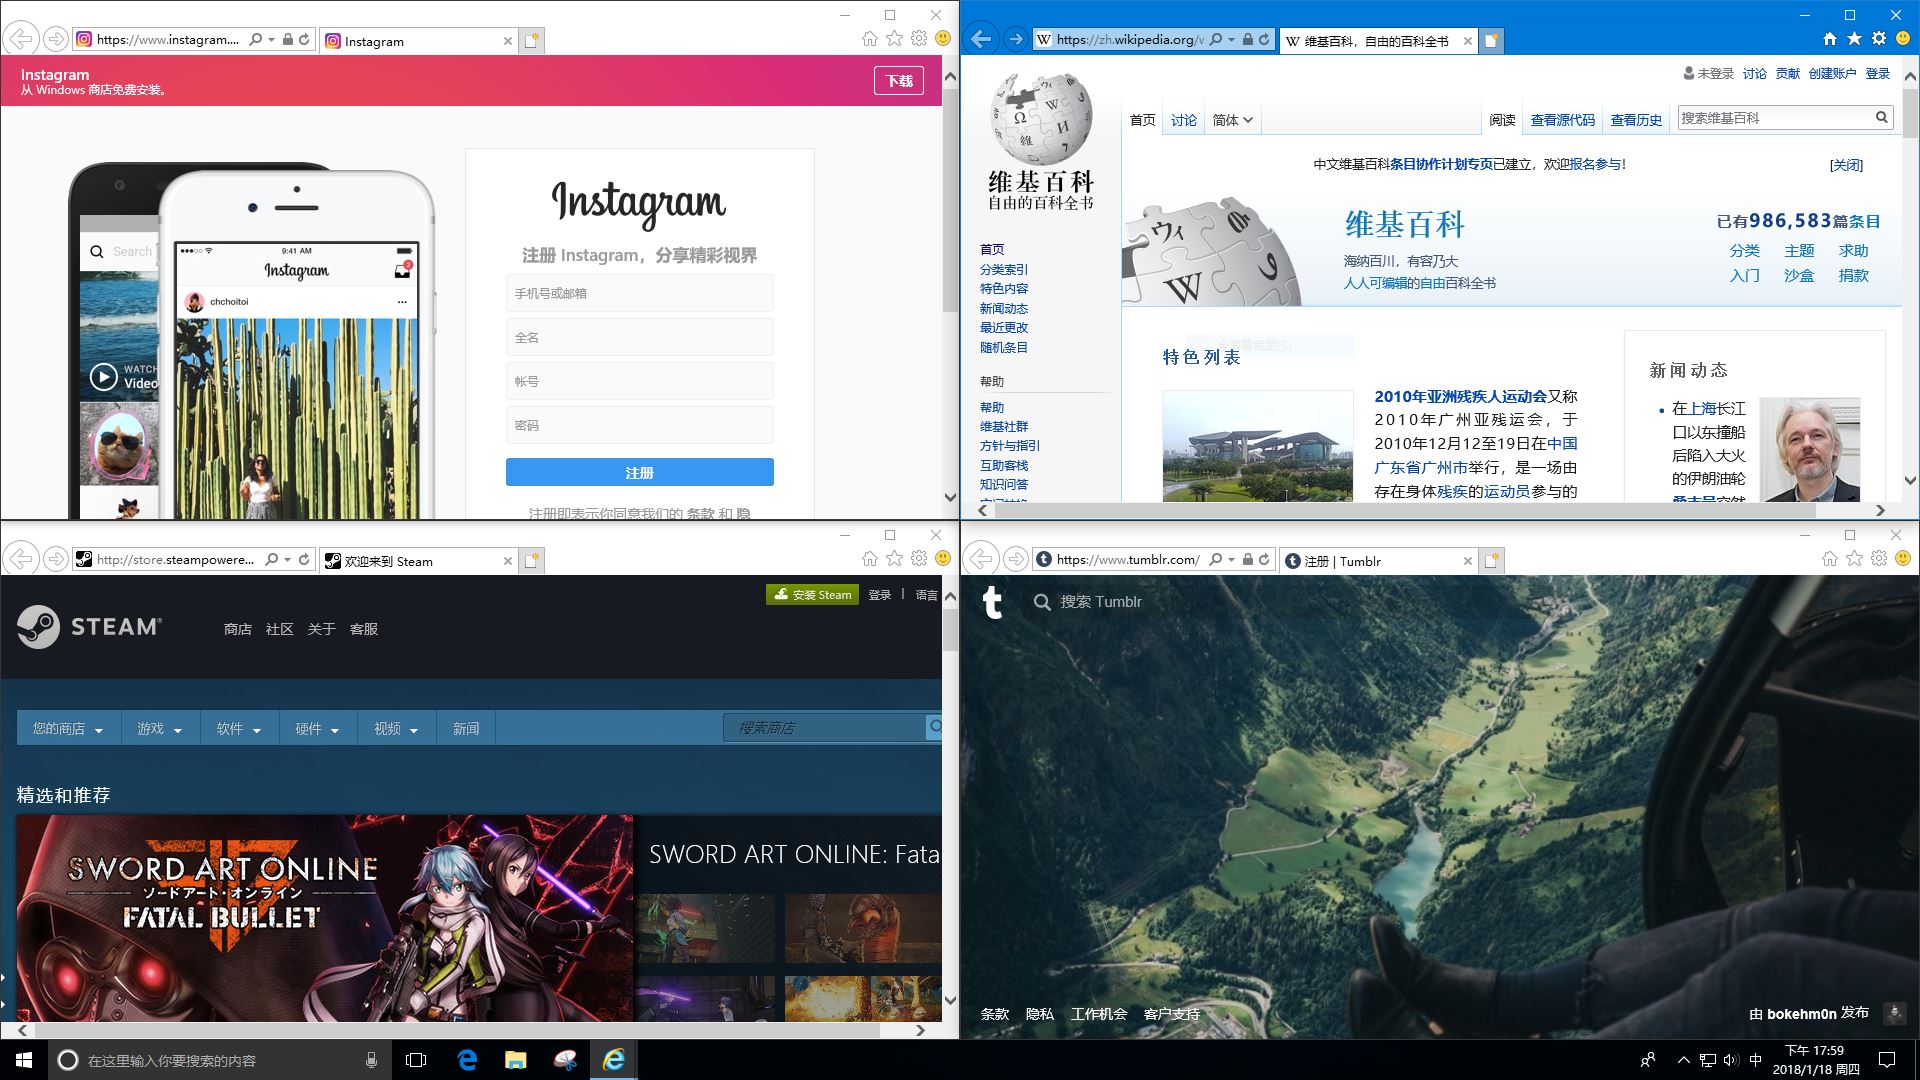 https://www.instagram....
Instagram
Instagram
从 Windows 商店免费安装。
下载
Search
WATCH
Video
9:41 AM
Instagram
2
chchoitoi
Instagram
注册 Instagram，分享精彩视界
手机号或邮箱
全名
帐号
密码
注册
注册即表示你同意我们的 条款 和 隐
https://zh.wikipedia.org/
维基百科，自由的百科全书
维基百科
自由的百科全书
未登录 讨论 贡献 创建账户 登录
首页 讨论 简体
阅读 查看源代码 查看历史
搜索维基百科
中文维基百科条目协作计划专页已建立，欢迎报名参与！
[关闭]
维基百科
海纳百川，有容乃大
人人可编辑的自由百科全书
已有986,583篇条目
分类 主题 求助
入门 沙盒 捐款
首页
分类索引
特色内容
新闻动态
最近更改
随机条目
帮助
帮助
维基社群
方针与指引
互助客栈
知识问答
特色列表
2010年亚洲残疾人运动会又称
2010年广州亚残运会，于
2010年12月12至19日在中国
广东省广州市举行，是一场由
存在身体残疾的运动员参与的
新闻动态
在上海长江
口以东撞船
后陷入大火
的伊朗油轮
http://store.steampowere...
欢迎来到 Steam
安装 Steam 登录 | 语言
STEAM®
商店 社区 关于 客服
您的商店 游戏 软件 硬件 视频 新闻
搜索商店
精选和推荐
SWORD ART ONLINE
ソードアート・オンライン
FATAL BULLET
SWORD ART ONLINE: Fata
https://www.tumblr.com/
注册 | Tumblr
搜索 Tumblr
条款 隐私 工作机会 客户支持
由 bokehm0n 发布
在这里输入你要搜索的内容
中
下午 17:59
2018/1/18 周四